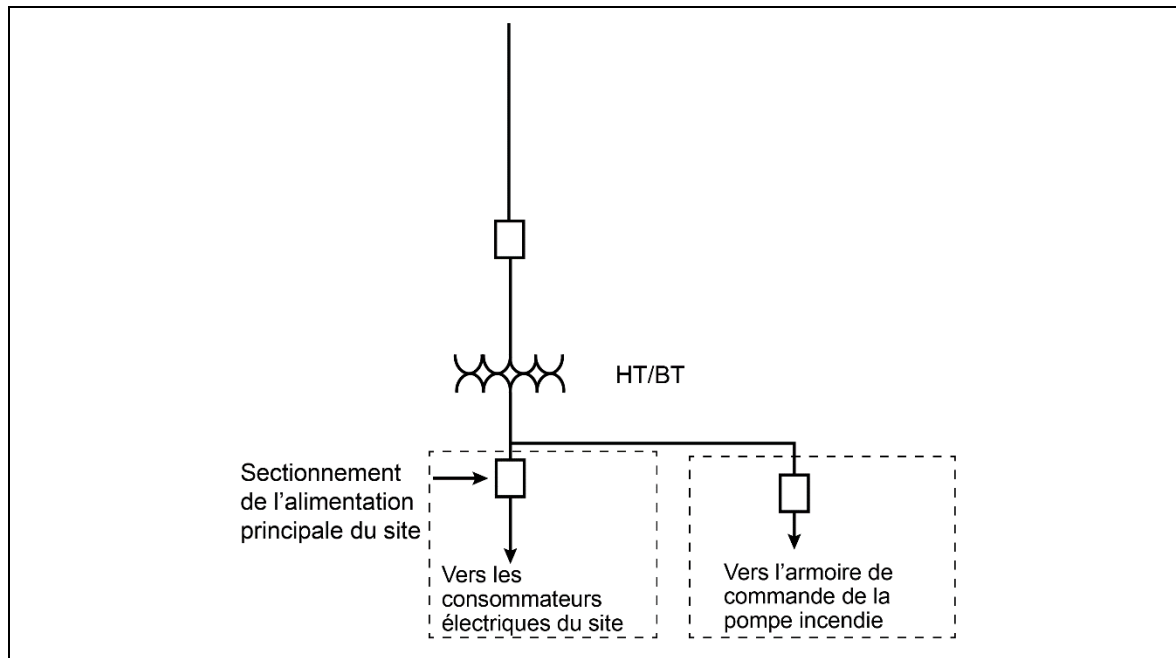 HT/BT
Sectionnement
de l’alimentation
principale du site
Vers les
consommateurs
électriques du site
Vers l’armoire de
commande de la
pompe incendie